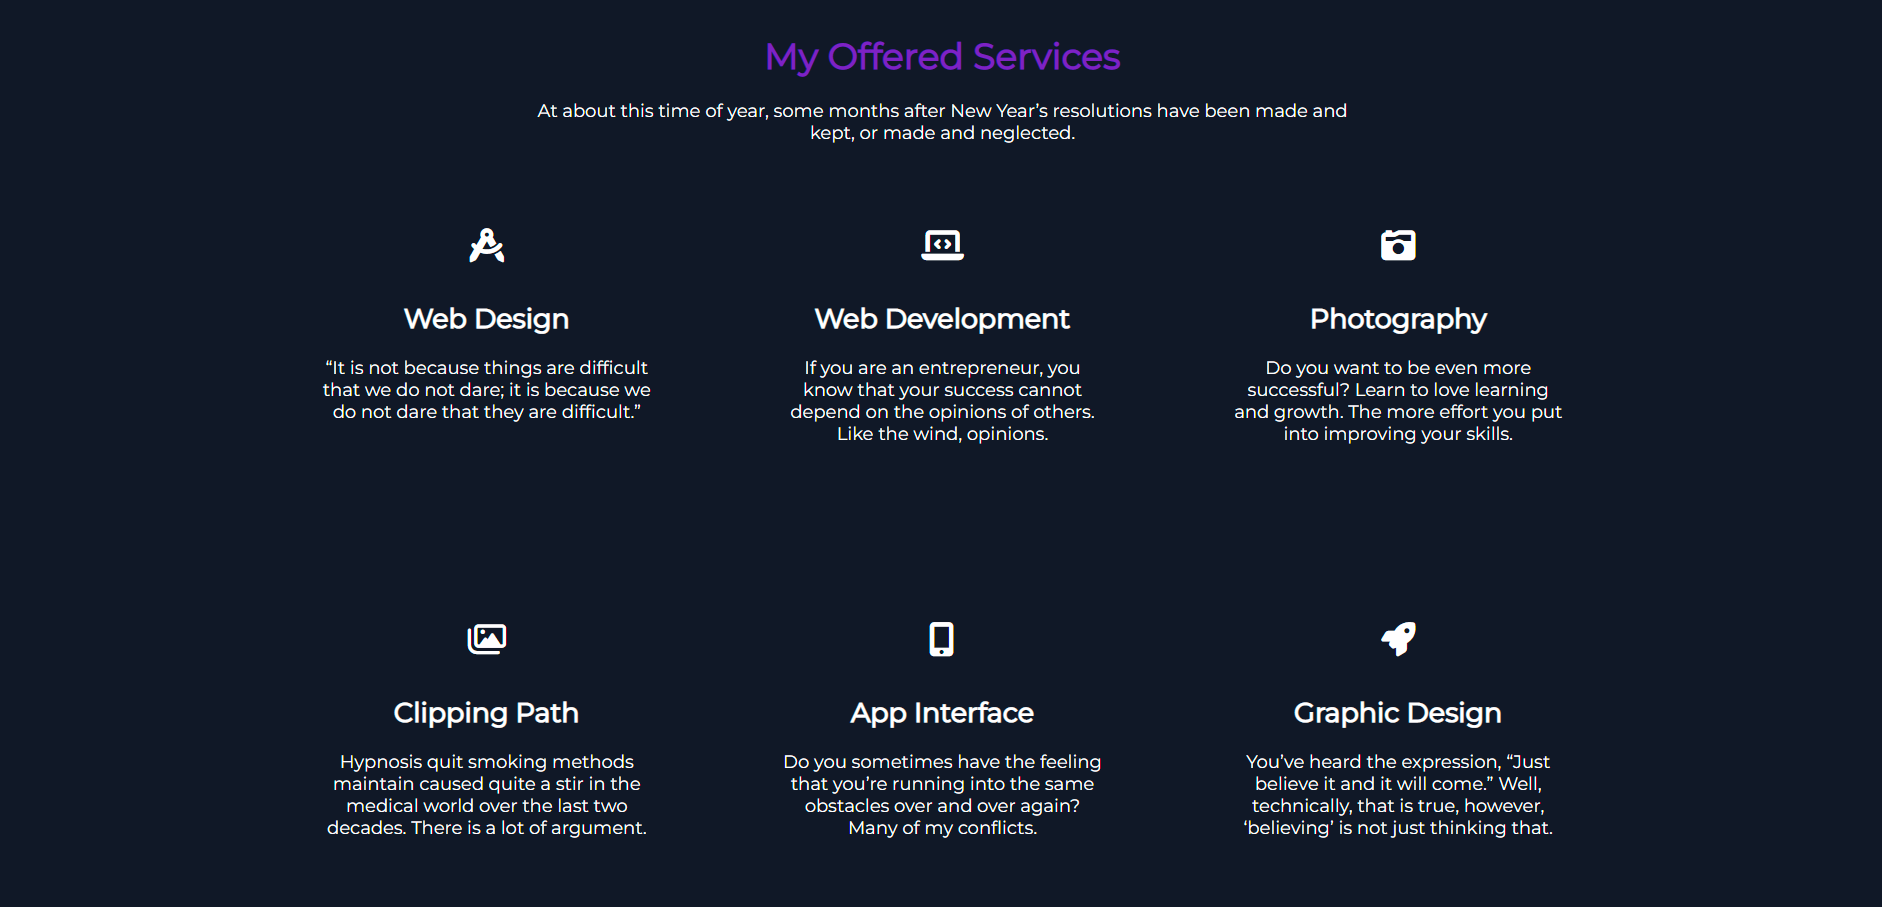 My Offered Services
At about this time of year, some months after New Year’s resolutions have been made and
kept, or made and neglected.
Web Design
“It is not because things are difficult
that we do not dare; it is because we
do not dare that they are difficult.”
Web Development
If you are an entrepreneur, you
know that your success cannot
depend on the opinions of others.
Like the wind, opinions.
Photography
Do you want to be even more
successful? Learn to love learning
and growth. The more effort you put
into improving your skills.
Clipping Path
Hypnosis quit smoking methods
maintain caused quite a stir in the
medical world over the last two
decades. There is a lot of argument.
App Interface
Do you sometimes have the feeling
that you’re running into the same
obstacles over and over again?
Many of my conflicts.
Graphic Design
You’ve heard the expression, “Just
believe it and it will come.” Well,
technically, that is true, however,
‘believing’ is not just thinking that.